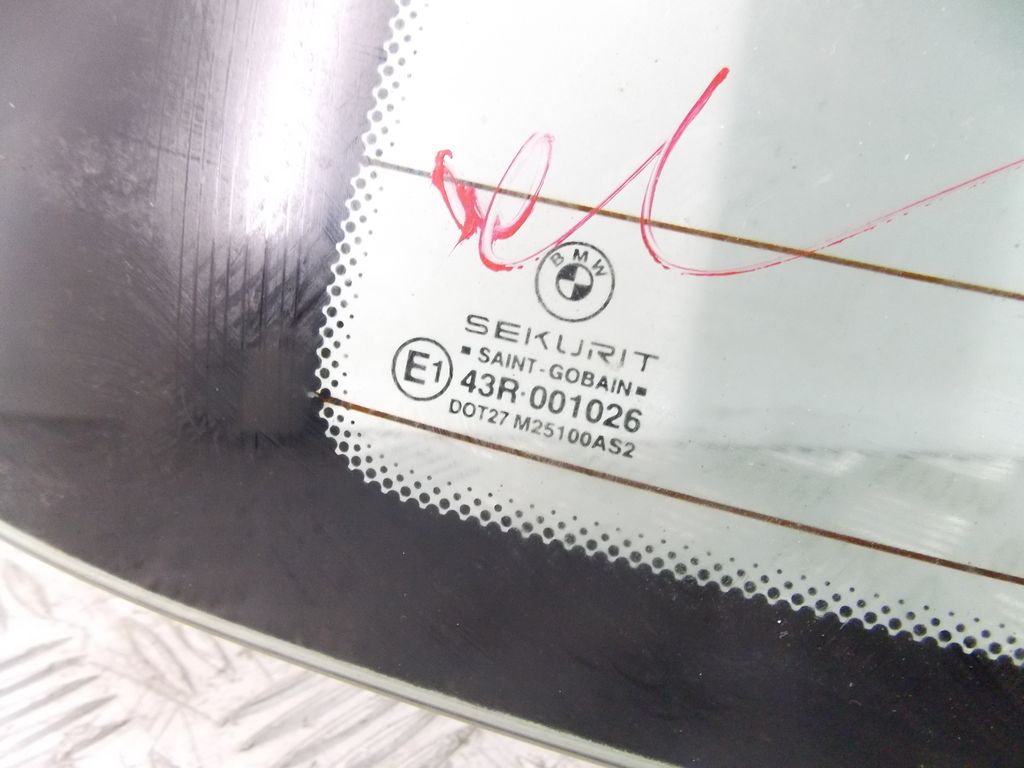 BMW
SEKURIT
▪ SAINT-GOBAIN ▪
E1 43R-001026
DOT27 M25100AS2